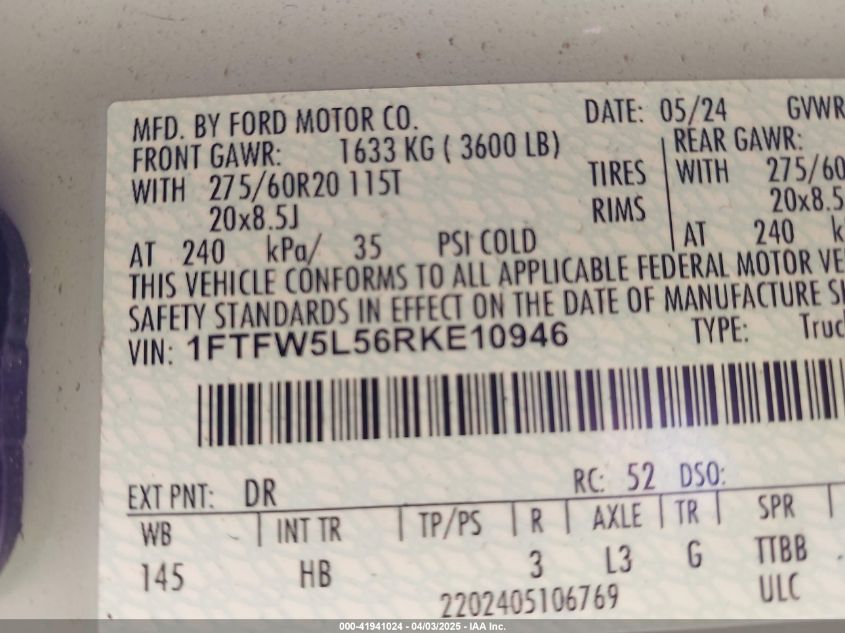 MFD. BY FORD MOTOR CO. DATE: 05/24 GVWR
FRONT GAWR: 1633 KG ( 3600 LB) REAR GAWR:
WITH 275/60R20 115T TIRES WITH 275/60
20x8.5J RIMS 20x8.5
AT 240 kPa/ 35 PSI COLD AT 240 k
THIS VEHICLE CONFORMS TO ALL APPLICABLE FEDERAL MOTOR VE
SAFETY STANDARDS IN EFFECT ON THE DATE OF MANUFACTURE S
VIN: 1FTFW5L56RKE10946 TYPE: Truc
EXT PNT: DR RC: 52 DSO:
WB INT TR TP/PS R AXLE TR SPR
145 HB 3 L3 G TTBB
2202405106769 ULC
000-41941024 - 04/03/2025 - IAA Inc.